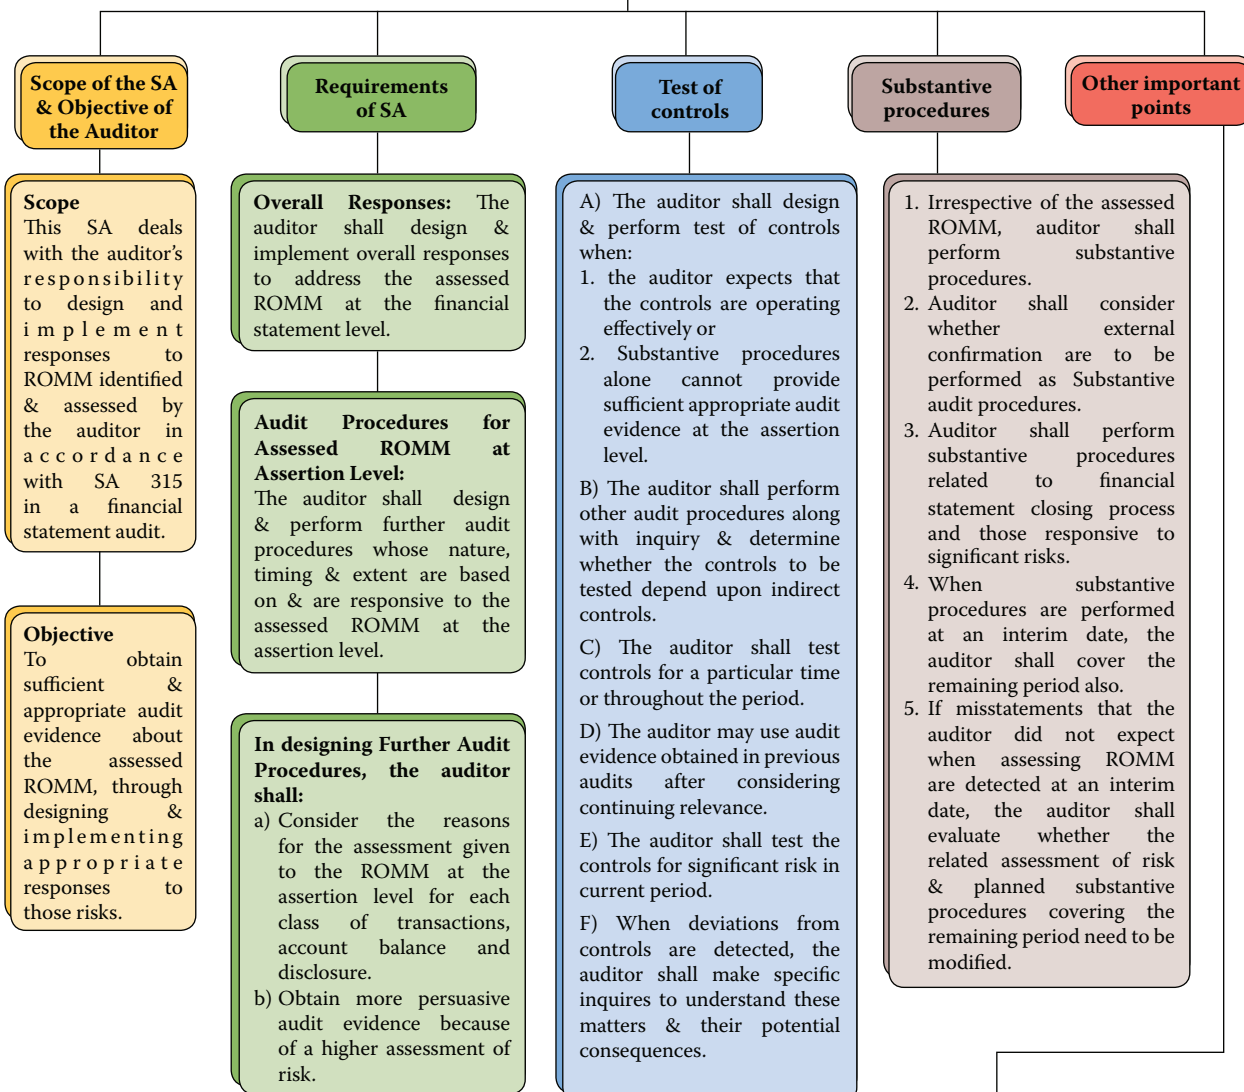 Scope of the SA
& Objective of
the Auditor
Scope
This SA deals
with the auditor's
responsibility
to design and
implement
responses to
ROMM identified
& assessed by
the auditor in
accordance
with SA 315
in a financial
statement audit.
Objective
To obtain
sufficient &
appropriate audit
evidence about
the assessed
ROMM, through
designing &
implementing
appropriate
responses to
those risks.
Requirements
of SA
Overall Responses: The
auditor shall design &
implement overall responses
to address the assessed
ROMM at the financial
statement level.
Audit Procedures for
Assessed ROMM at
Assertion Level:
The auditor shall design
& perform further audit
procedures whose nature,
timing & extent are based
on & are responsive to the
assessed ROMM at the
assertion level.
In designing Further Audit
Procedures, the auditor
shall:
a) Consider the reasons
for the assessment given
to the ROMM at the
assertion level for each
class of transactions,
account balance and
disclosure.
b) Obtain more persuasive
audit evidence because
of a higher assessment of
risk.
Test of
controls
A) The auditor shall design
& perform test of controls
when:
1. the auditor expects that
the controls are operating
effectively or
2. Substantive procedures
alone cannot provide
sufficient appropriate audit
evidence at the assertion
level.
B) The auditor shall perform
other audit procedures along
with inquiry & determine
whether the controls to be
tested depend upon indirect
controls.
C) The auditor shall test
controls for a particular time
or throughout the period.
D) The auditor may use audit
evidence obtained in previous
audits after considering
continuing relevance.
E) The auditor shall test the
controls for significant risk in
current period.
F) When deviations from
controls are detected, the
auditor shall make specific
inquires to understand these
matters & their potential
consequences.
Substantive
procedures
1. Irrespective of the assessed
ROMM, auditor shall
perform substantive
procedures.
2. Auditor shall consider
whether external
confirmation are to be
performed as Substantive
audit procedures.
3. Auditor shall perform
substantive procedures
related to financial
statement closing process
and those responsive to
significant risks.
4. When substantive
procedures are performed
at an interim date, the
auditor shall cover the
remaining period also.
5. If misstatements that the
auditor did not expect
when assessing ROMM
are detected at an interim
date, the auditor shall
evaluate whether the
related assessment of risk
& planned substantive
procedures covering the
remaining period need to be
modified.
Other important
points